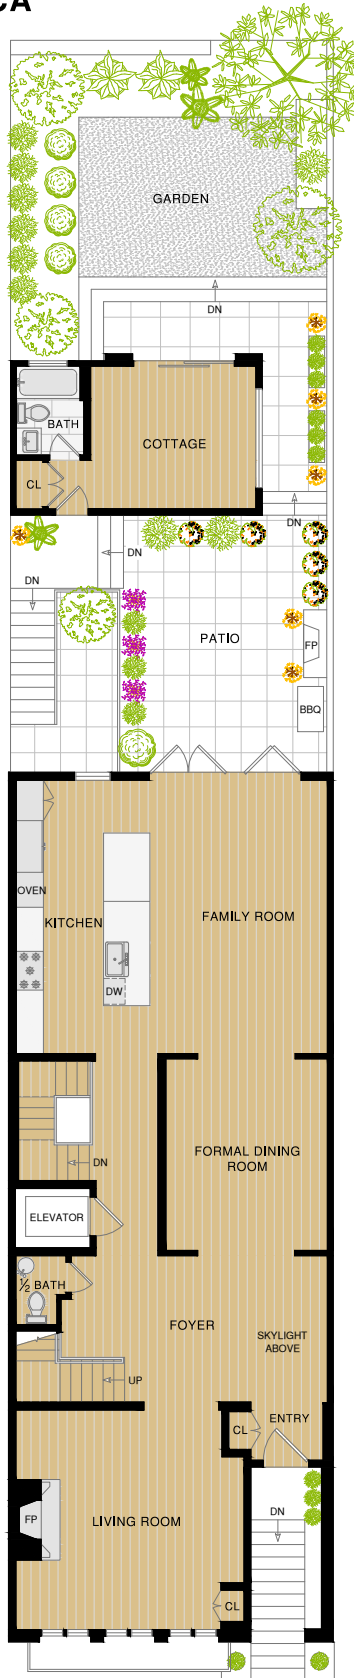 CA
GARDEN
DN
BATH
COTTAGE
CL
DN
DN
DN
PATIO
FP
BBQ
OVEN
KITCHEN
FAMILY ROOM
DW
FORMAL DINING
ROOM
DN
ELEVATOR
½ BATH
FOYER
SKYLIGHT
ABOVE
UP
ENTRY
CL
DN
FP
LIVING ROOM
CL